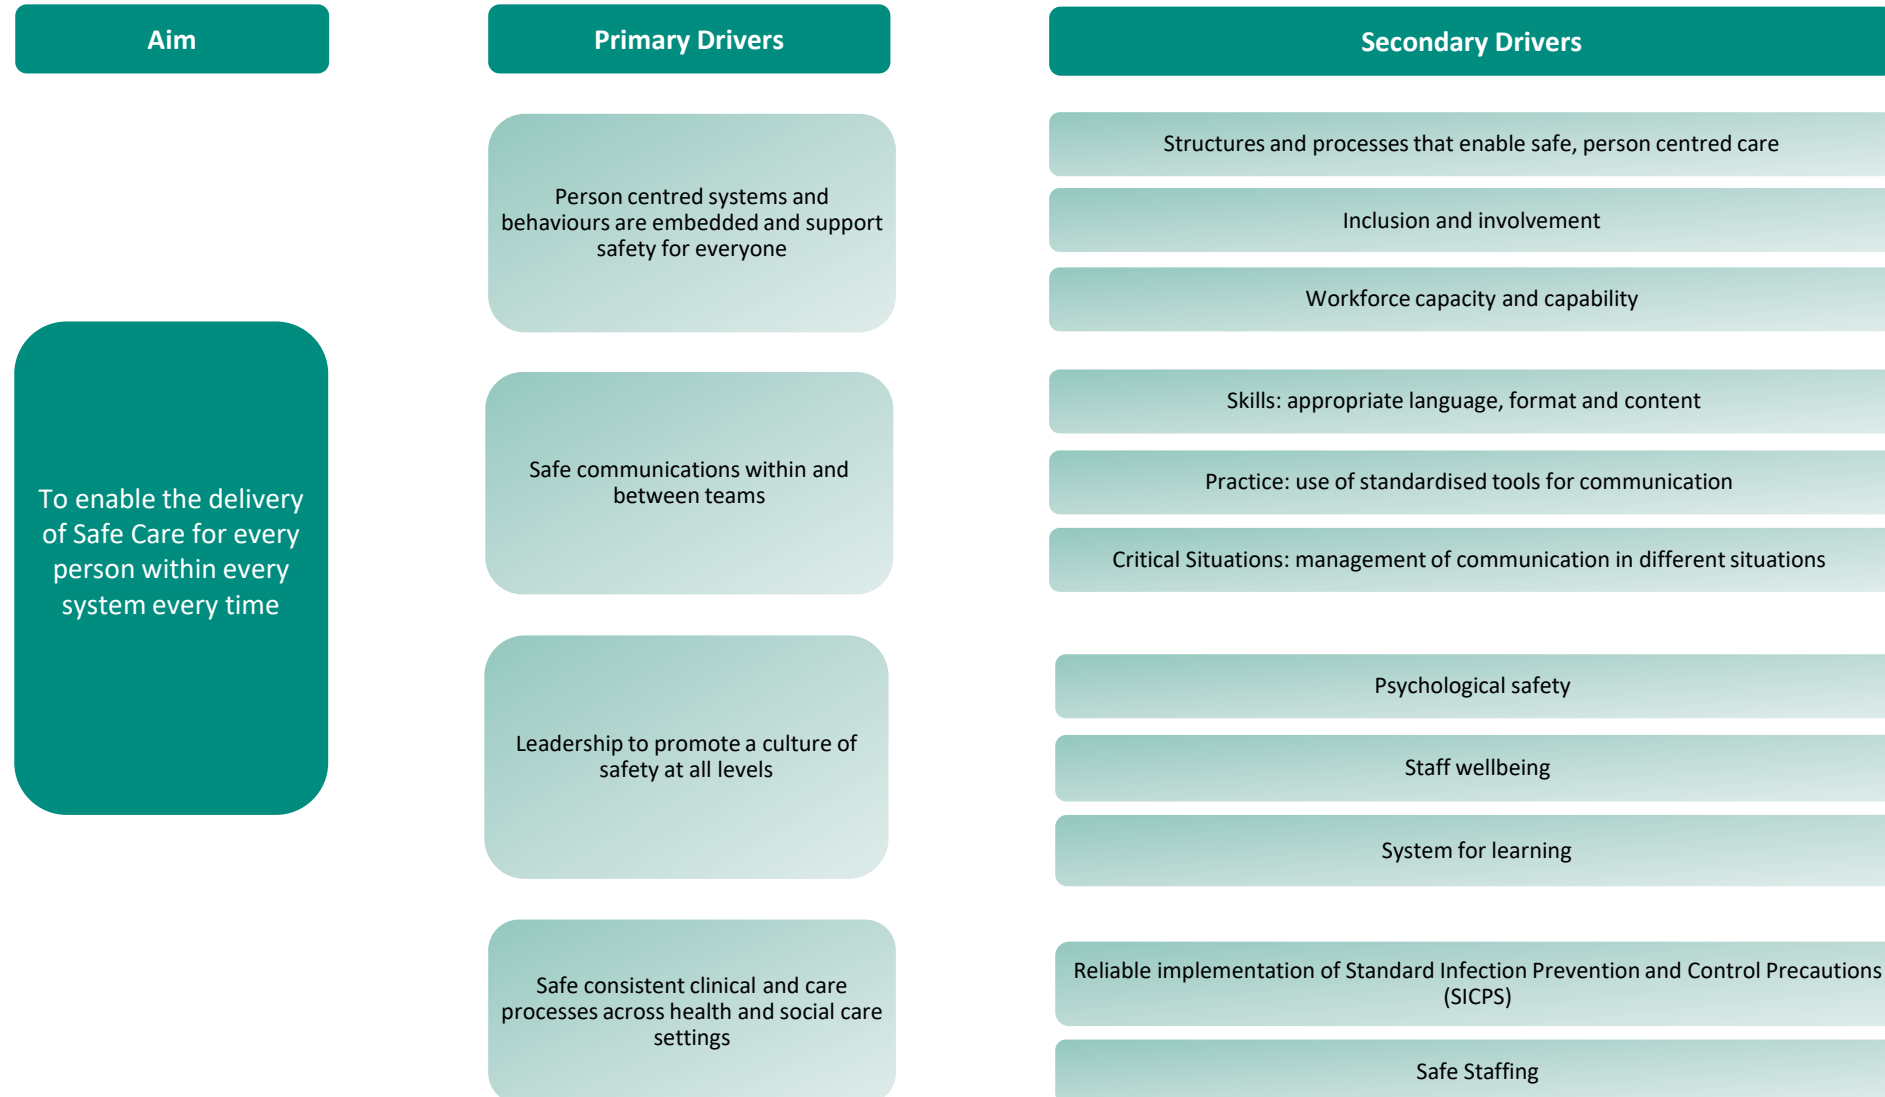 Aim
Primary Drivers
Secondary Drivers
To enable the delivery
of Safe Care for every
person within every
system every time
Person centred systems and
behaviours are embedded and support
safety for everyone
Structures and processes that enable safe, person centred care
Inclusion and involvement
Workforce capacity and capability
Safe communications within and
between teams
Skills: appropriate language, format and content
Practice: use of standardised tools for communication
Critical Situations: management of communication in different situations
Leadership to promote a culture of
safety at all levels
Psychological safety
Staff wellbeing
System for learning
Safe consistent clinical and care
processes across health and social care
settings
Reliable implementation of Standard Infection Prevention and Control Precautions
(SICPS)
Safe Staffing